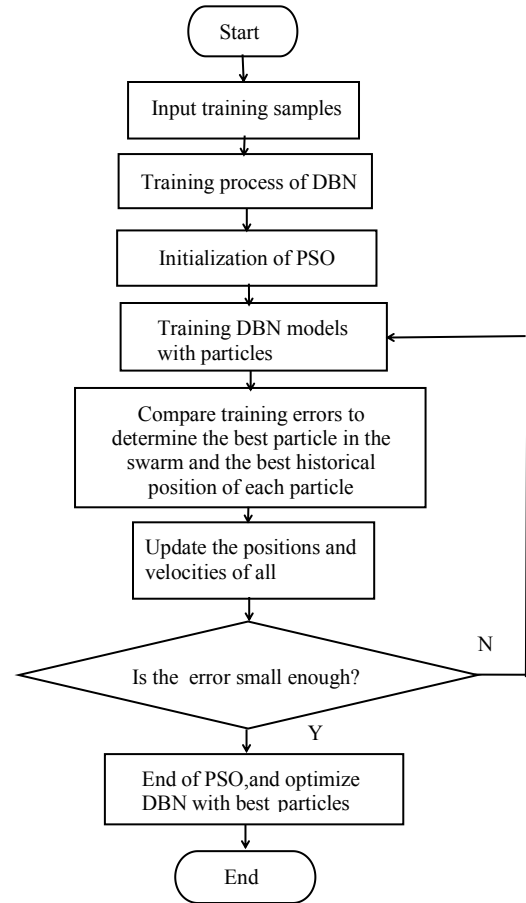 Start
Input training samples
Training process of DBN
Initialization of PSO
Training DBN models
with particles
Compare training errors to
determine the best particle in the
swarm and the best historical
position of each particle
Update the positions and
velocities of all
Is the error small enough?
N
Y
End of PSO,and optimize
DBN with best particles
End